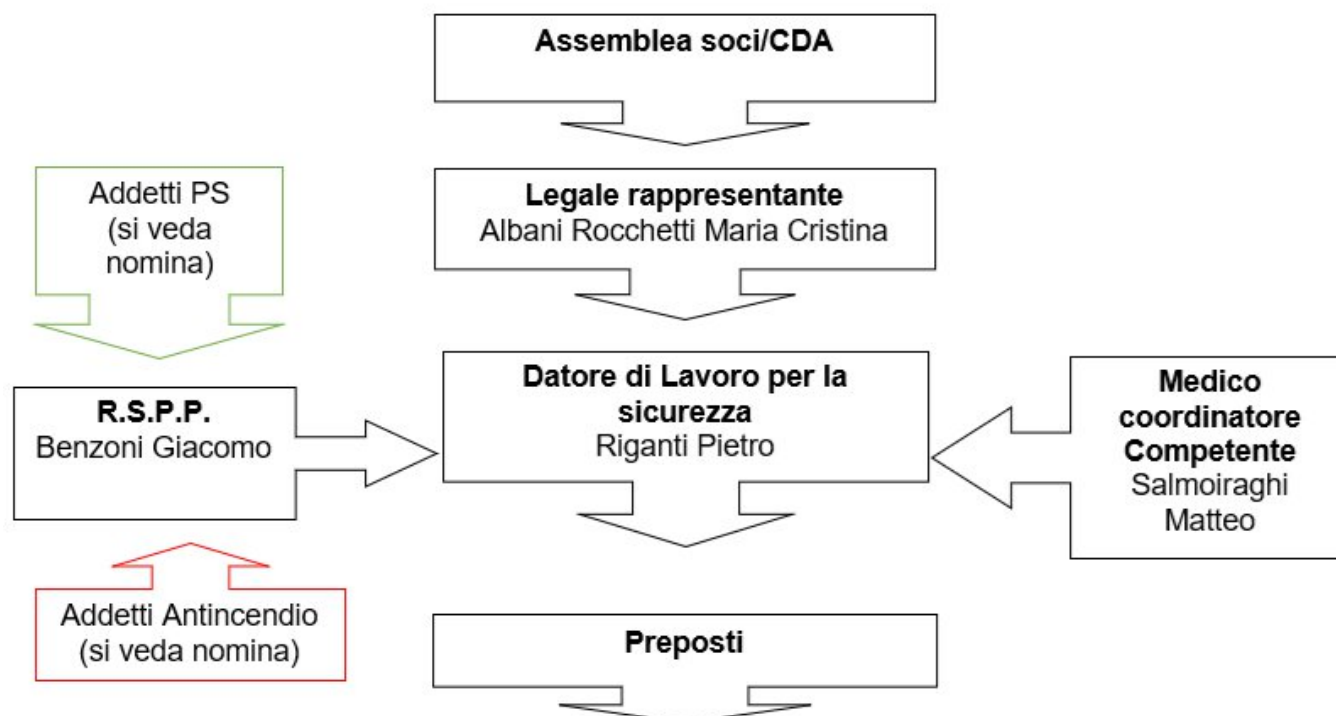 Assemblea soci/CDA
Addetti PS
(si veda
nomina)
Legale rappresentante
Albani Rocchetti Maria Cristina
R.S.P.P.
Benzoni Giacomo
Datore di Lavoro per la
sicurezza
Riganti Pietro
Medico
coordinatore
Competente
Salmoiraghi
Matteo
Addetti Antincendio
(si veda nomina)
Preposti